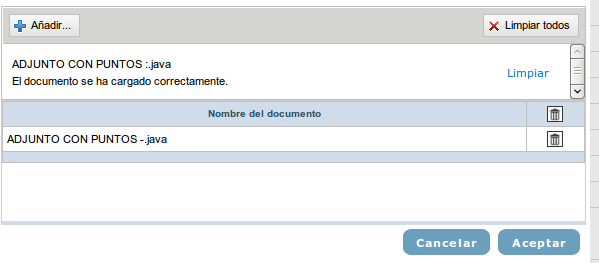 Añadir...
Limpiar todos
ADJUNTO CON PUNTOS :.java
El documento se ha cargado correctamente.
Limpiar
Nombre del documento
ADJUNTO CON PUNTOS -.java
Cancelar
Aceptar